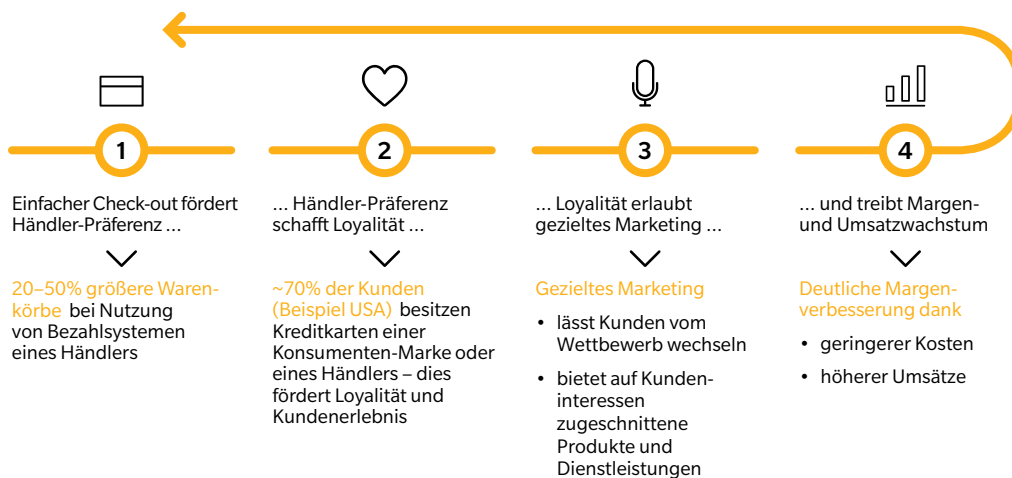 1
Einfacher Check-out fördert
Händler-Präferenz ...
20–50% größere Waren-
körbe bei Nutzung
von Bezahlsystemen
eines Händlers
2
... Händler-Präferenz
schafft Loyalität ...
~70% der Kunden
(Beispiel USA) besitzen
Kreditkarten einer
Konsumenten-Marke oder
eines Händlers – dies
fördert Loyalität und
Kundenerlebnis
3
... Loyalität erlaubt
gezieltes Marketing ...
Gezieltes Marketing
• lässt Kunden vom
Wettbewerb wechseln
• bietet auf Kunden-
interessen
zugeschnittene
Produkte und
Dienstleistungen
4
... und treibt Margen-
und Umsatzwachstum
Deutliche Margen-
verbesserung dank
• geringerer Kosten
• höherer Umsätze